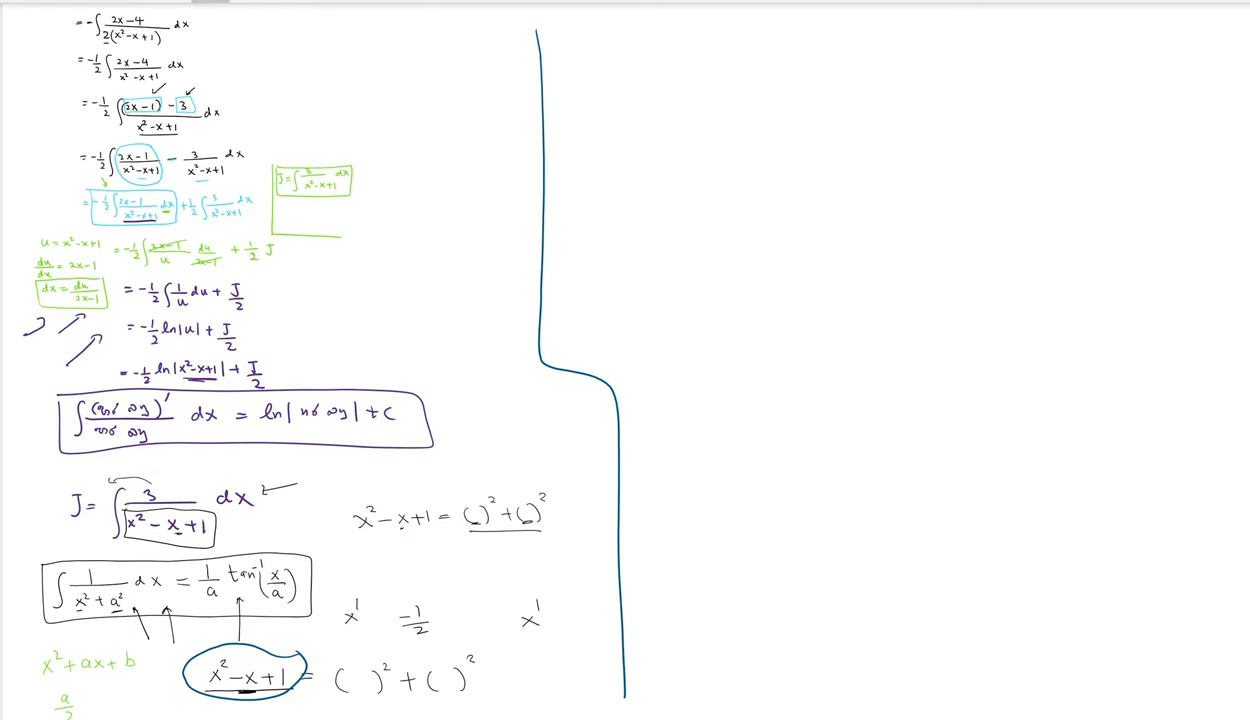 = -∫ (2x-4)/(2(x²-x+1)) dx
= -1/2 ∫ (2x-4)/(x²-x+1) dx
= -1/2 ∫ ((2x-1) - 3)/(x²-x+1) dx
= -1/2 ∫ (2x-1)/(x²-x+1) - 3/(x²-x+1) dx
J = ∫ 3/(x²-x+1) dx
= -1/2 ∫ (2x-1)/(x²-x+1) dx + 1/2 ∫ 3/(x²-x+1) dx
u = x²-x+1
du/dx = 2x-1
dx = du/(2x-1)
= -1/2 ∫ (2x-1)/u du/(2x-1) + 1/2 J
= -1/2 ∫ 1/u du + J/2
= -1/2 ln|u| + J/2
= -1/2 ln|x²-x+1| + J/2
dx = ln| | + C
J = ∫ 3/(x²-x+1) dx
x²-x+1 = ( )² + ( )²
∫ 1/(x²+a²) dx = 1/a tan⁻¹(x/a)
x¹ -1/2 x¹
x²+ax+b
a/2
x²-x+1 = ( )² + ( )²